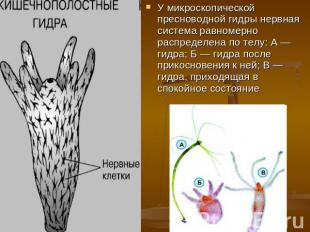 КИШЕЧНОПОЛОСТНЫЕ
ГИДРА
Нервные
клетки
У микроскопической
пресноводной гидры нервная
система равномерно
распределена по телу: А —
гидра; Б — гидра после
прикосновения к ней; В —
гидра, приходящая в
спокойное состояние
А
Б
В